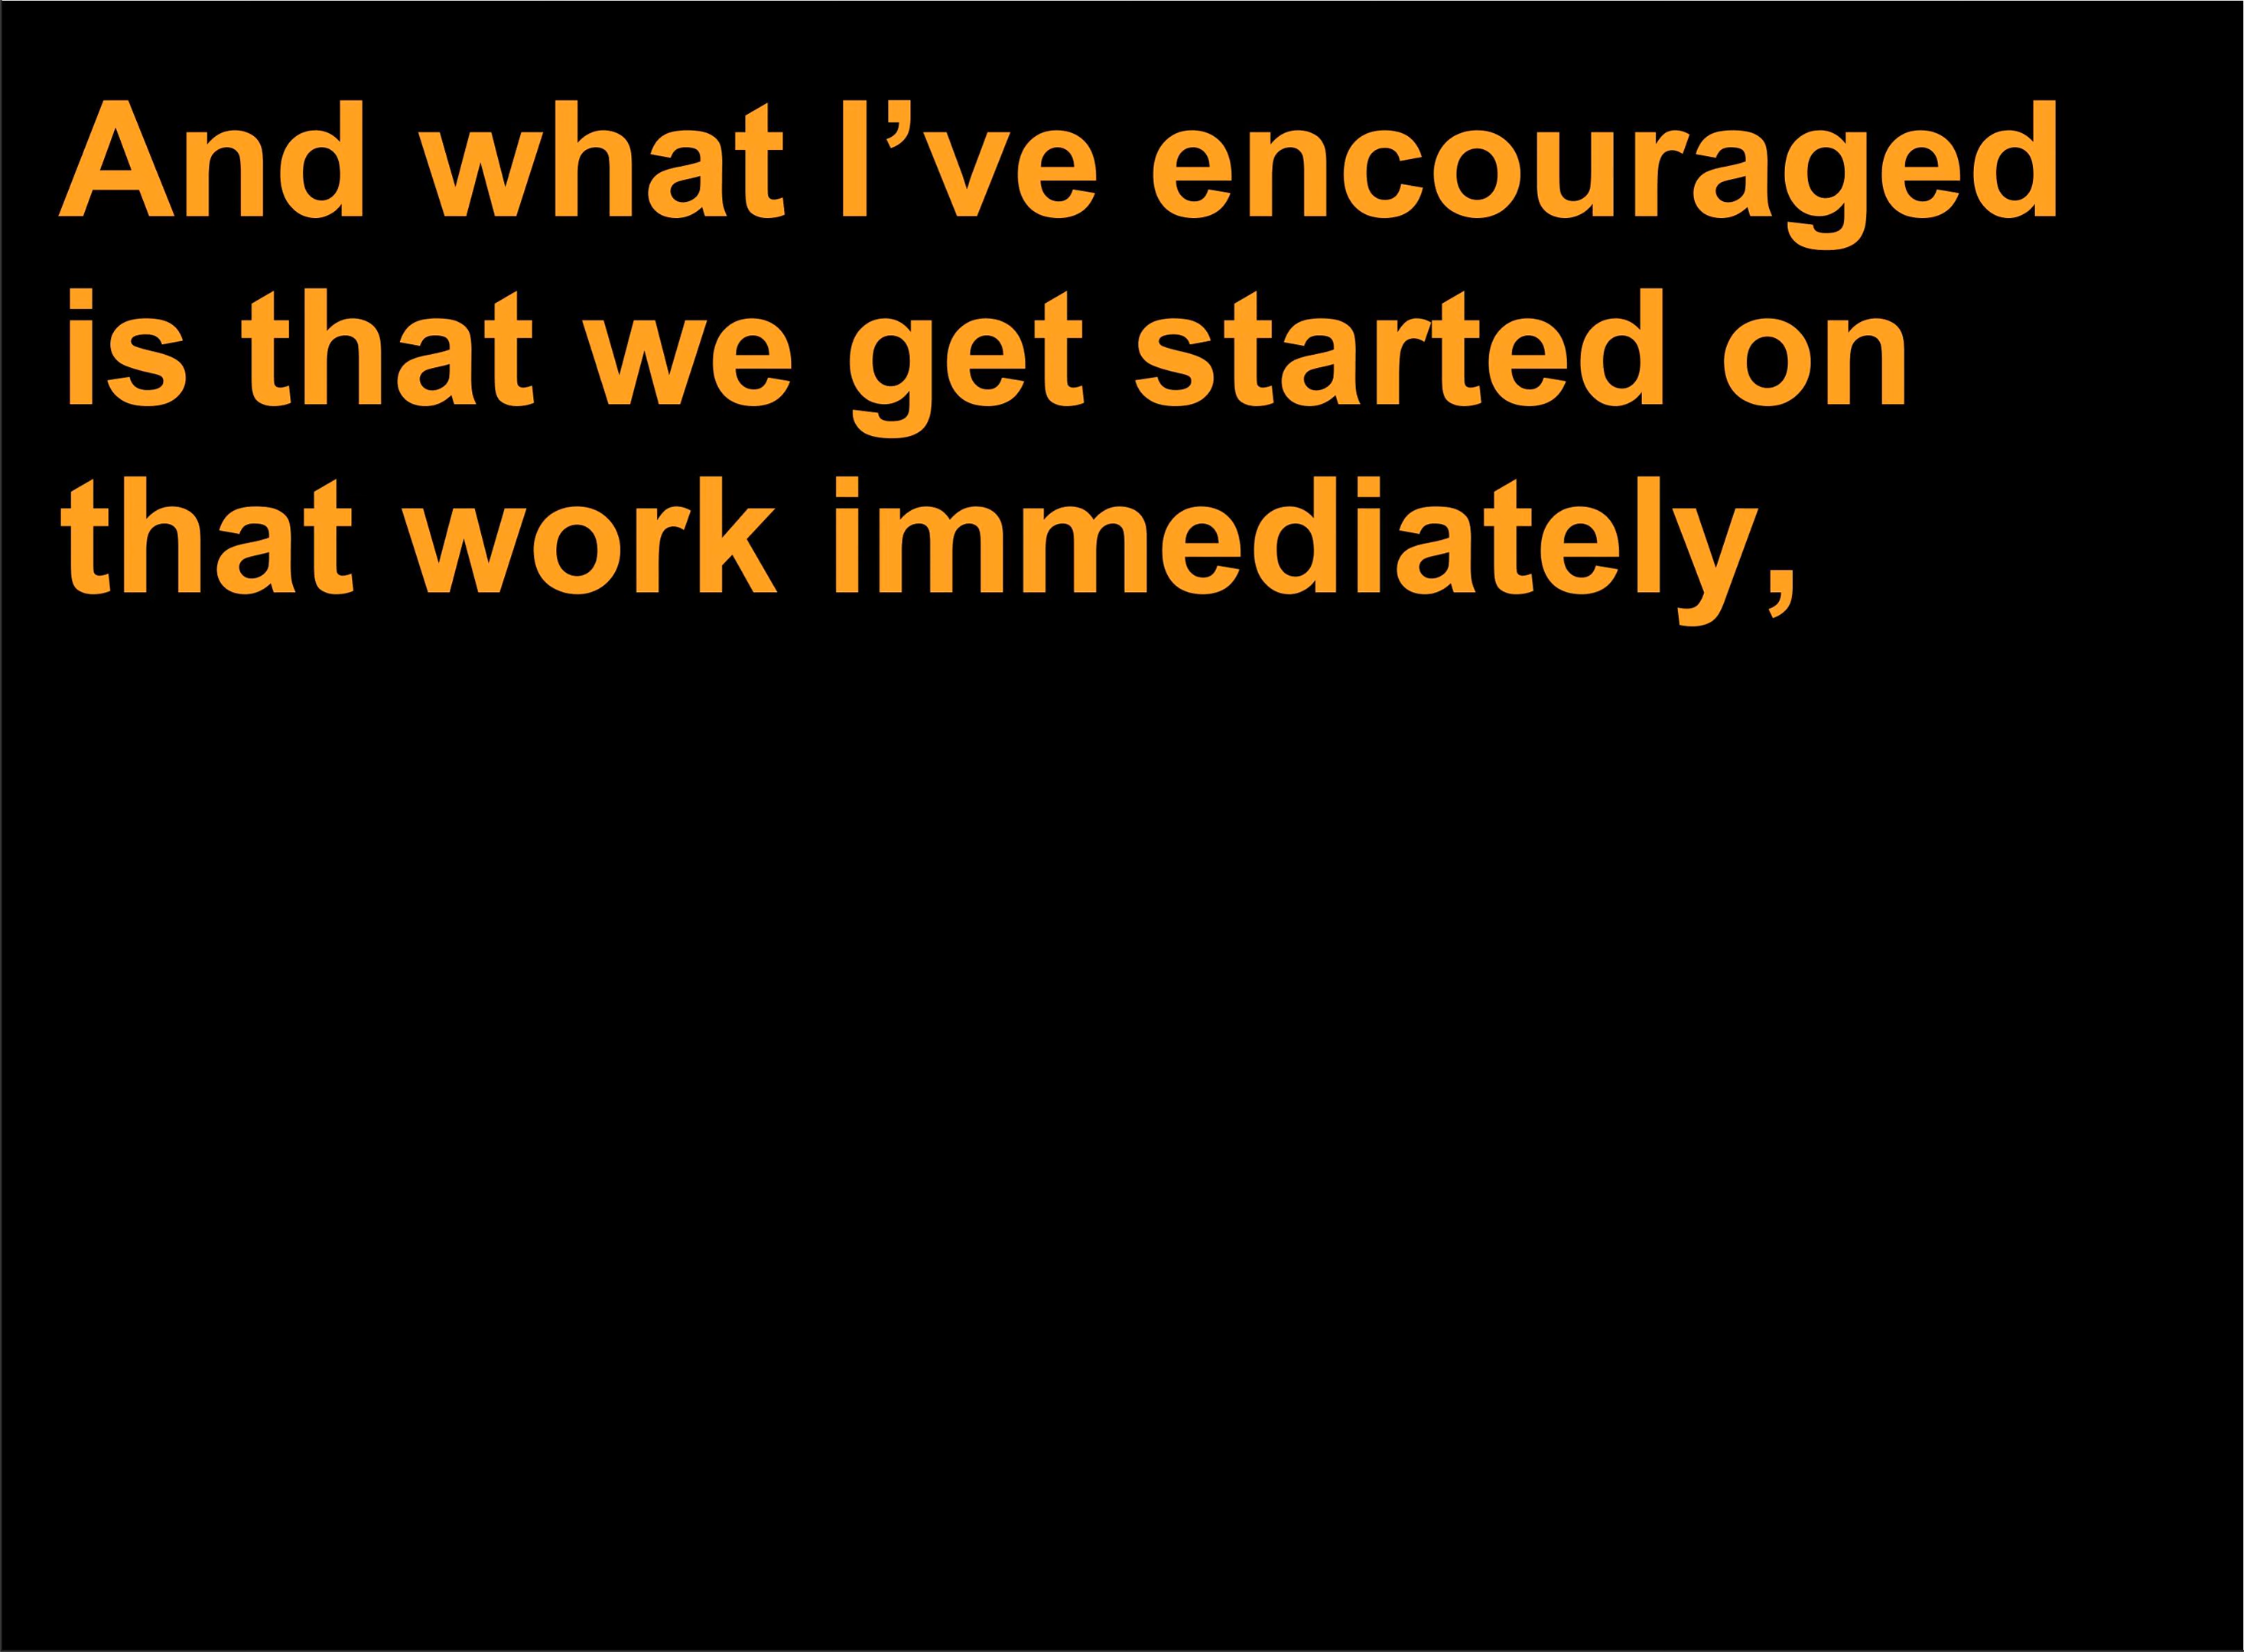 And what I’ve encouraged
is that we get started on
that work immediately,